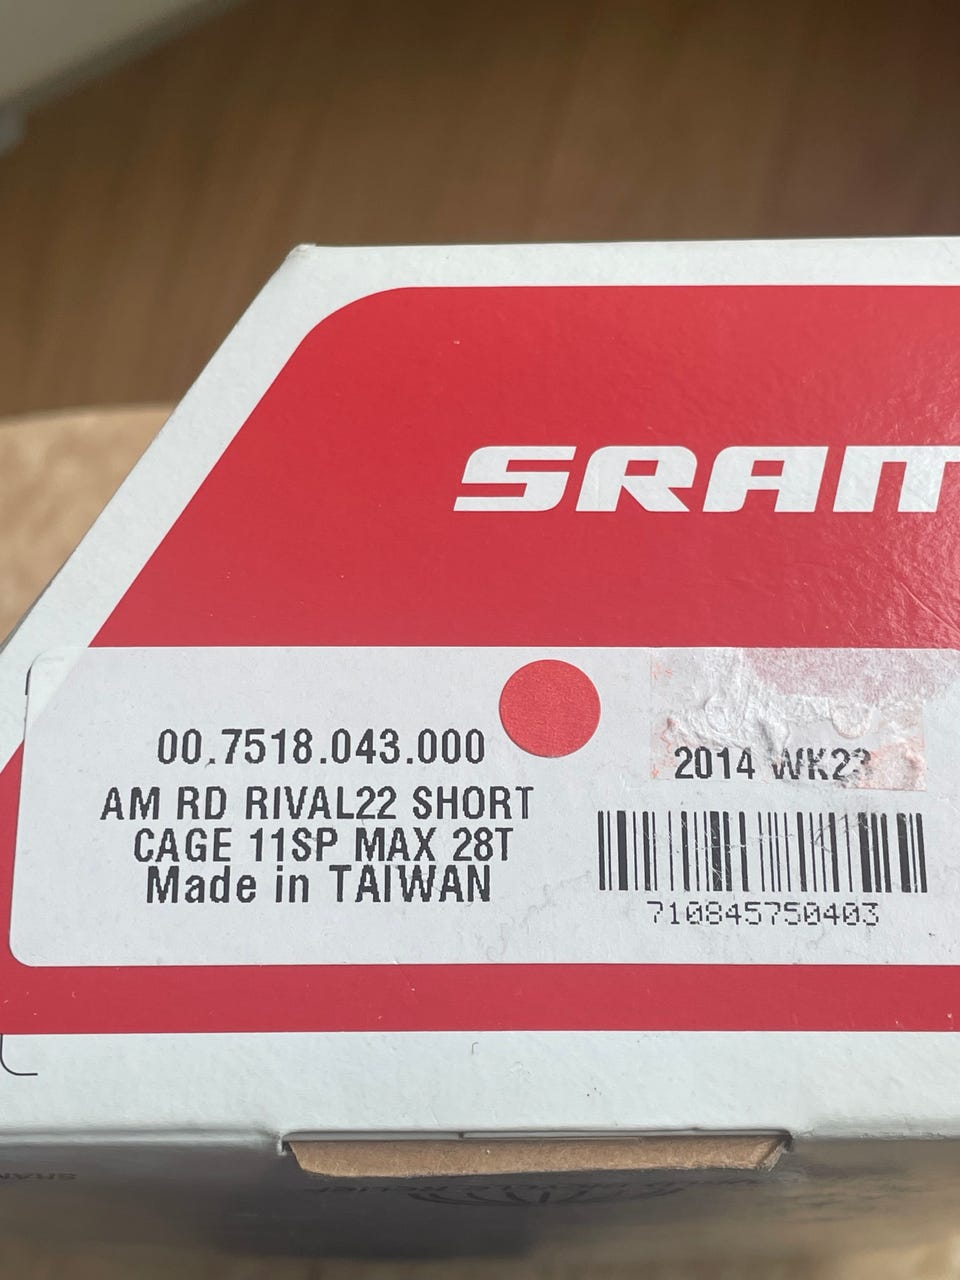 SRAM
00.7518.043.000
AM RD RIVAL22 SHORT
CAGE 11SP MAX 28T
Made in TAIWAN
2014 WK23
710845750403